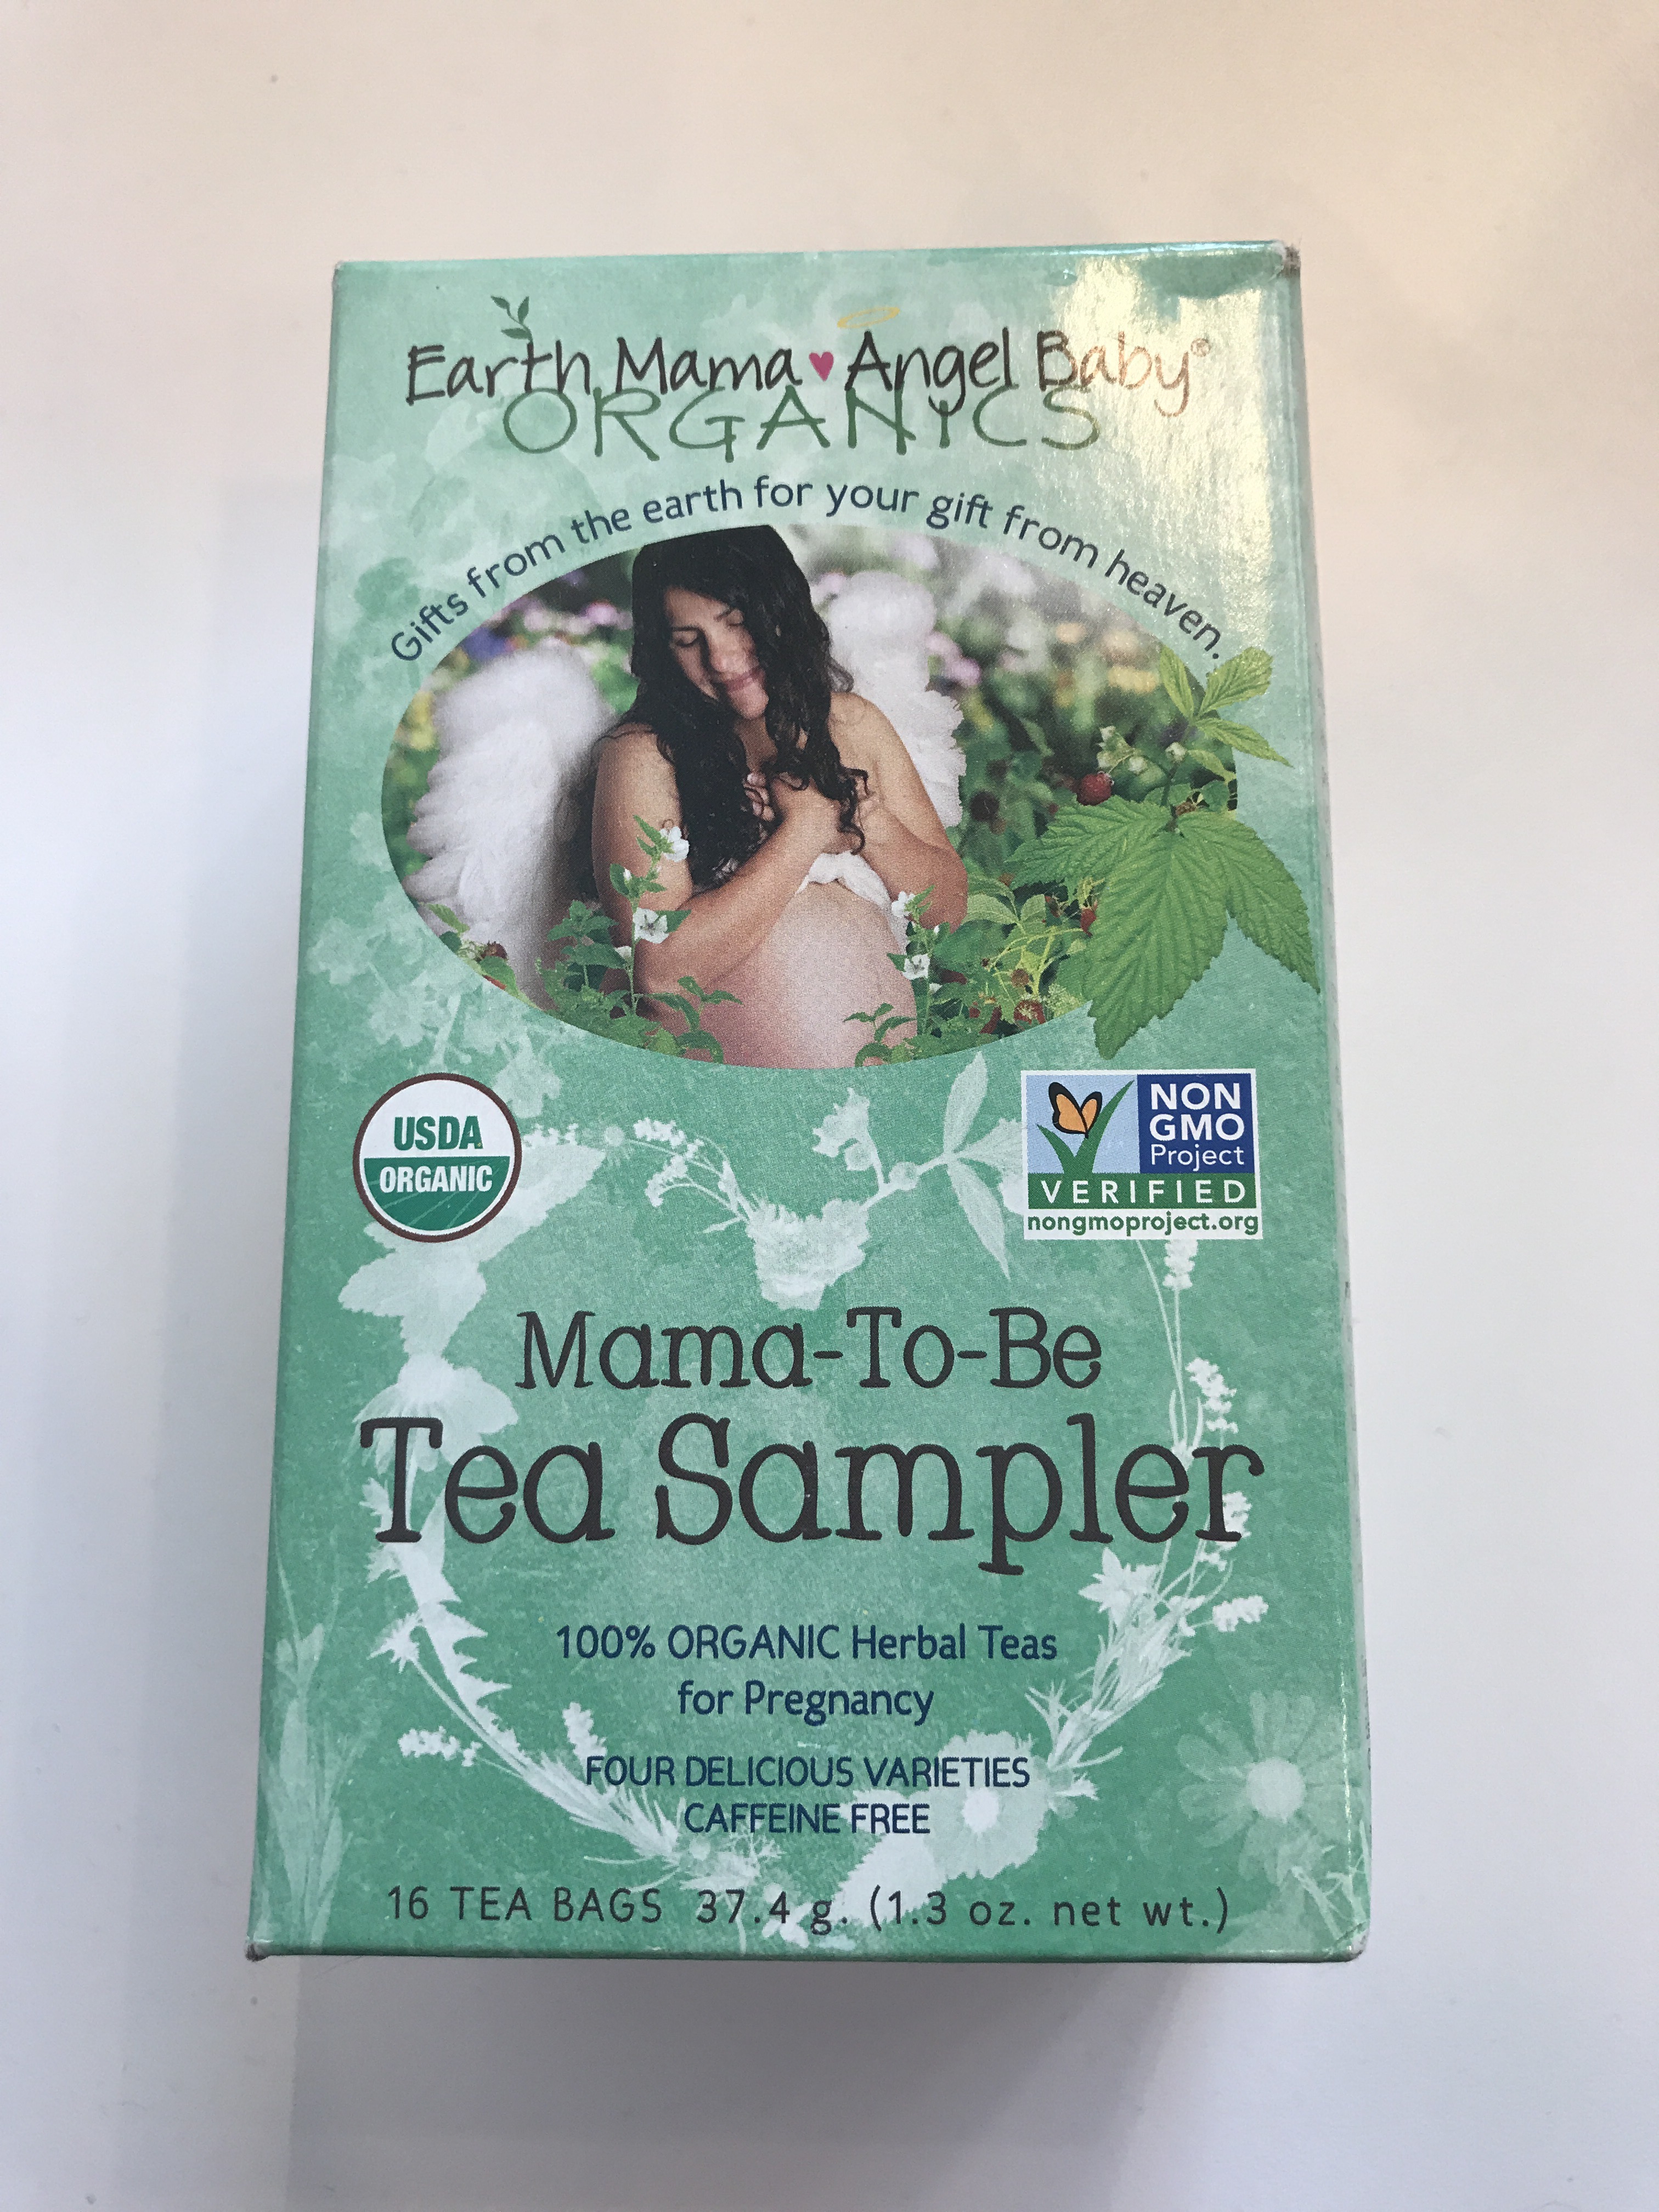 Earth Mama♥Angel Baby®
ORGANICS
Gifts from the earth for your gift from heaven.
USDA
ORGANIC
NON
GMO
Project
VERIFIED
nongmoproject.org
Mama-To-Be
Tea Sampler
100% ORGANIC Herbal Teas
for Pregnancy
FOUR DELICIOUS VARIETIES
CAFFEINE FREE
16 TEA BAGS 37.4 g. (1.3 oz. net wt.)